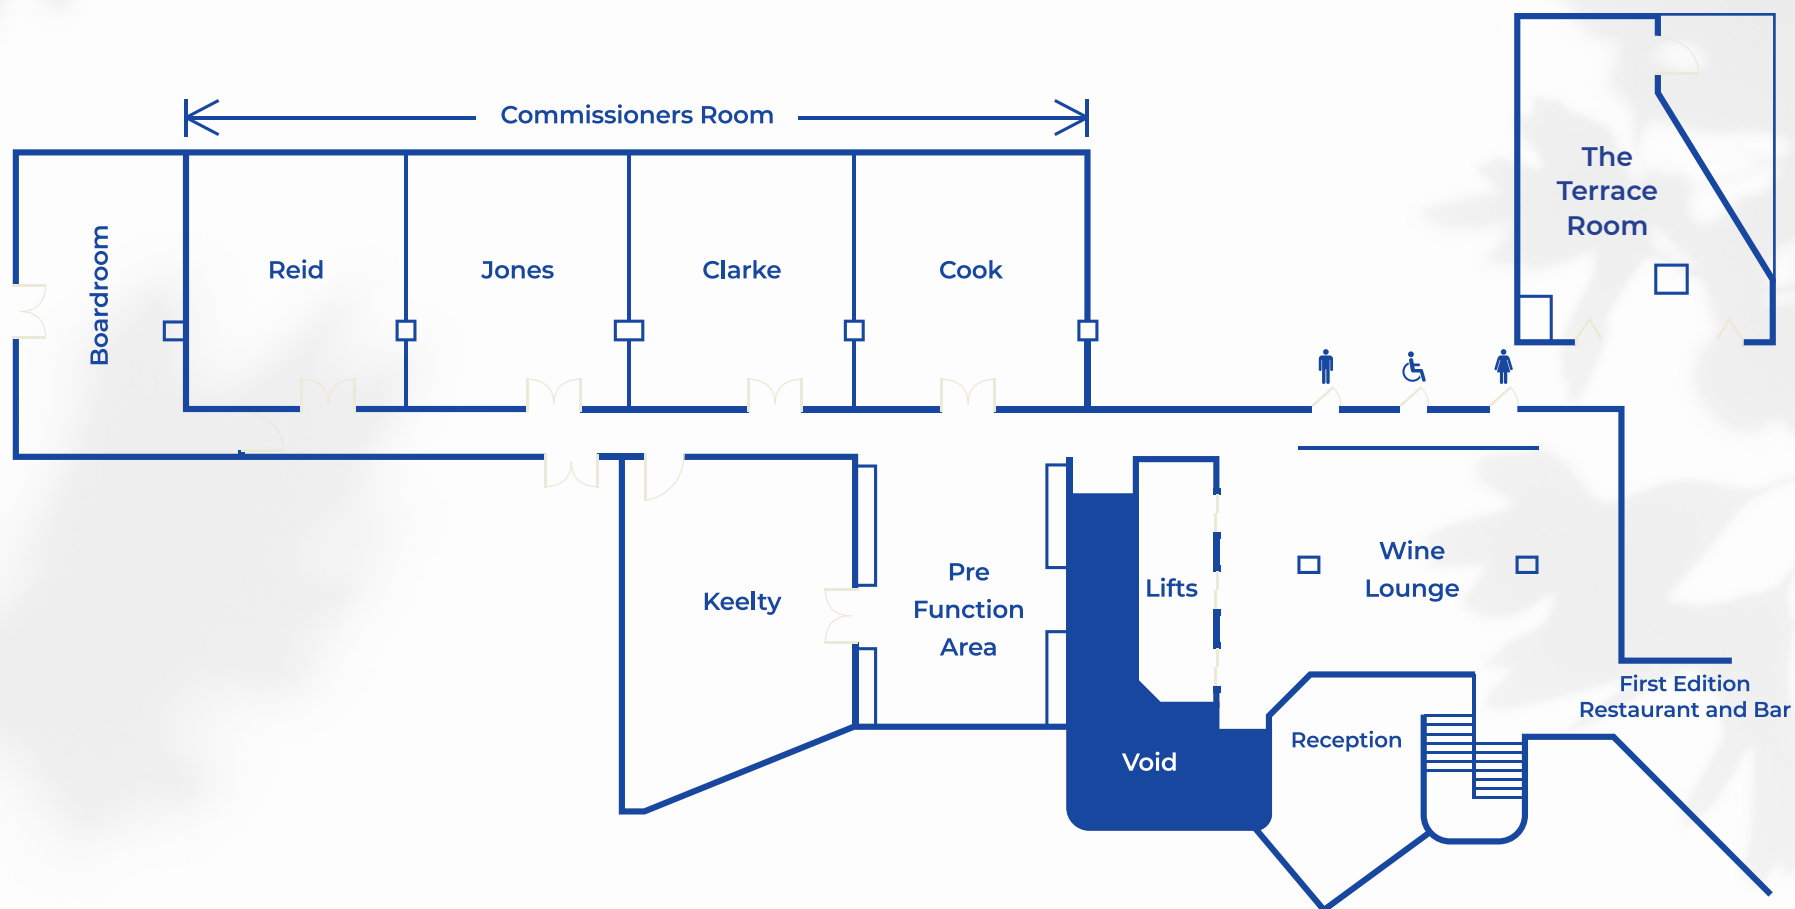 Commissioners Room
The
Terrace
Room
Boardroom
Reid
Jones
Clarke
Cook
Keelty
Pre
Function
Area
Lifts
Wine
Lounge
First Edition
Restaurant and Bar
Reception
Void